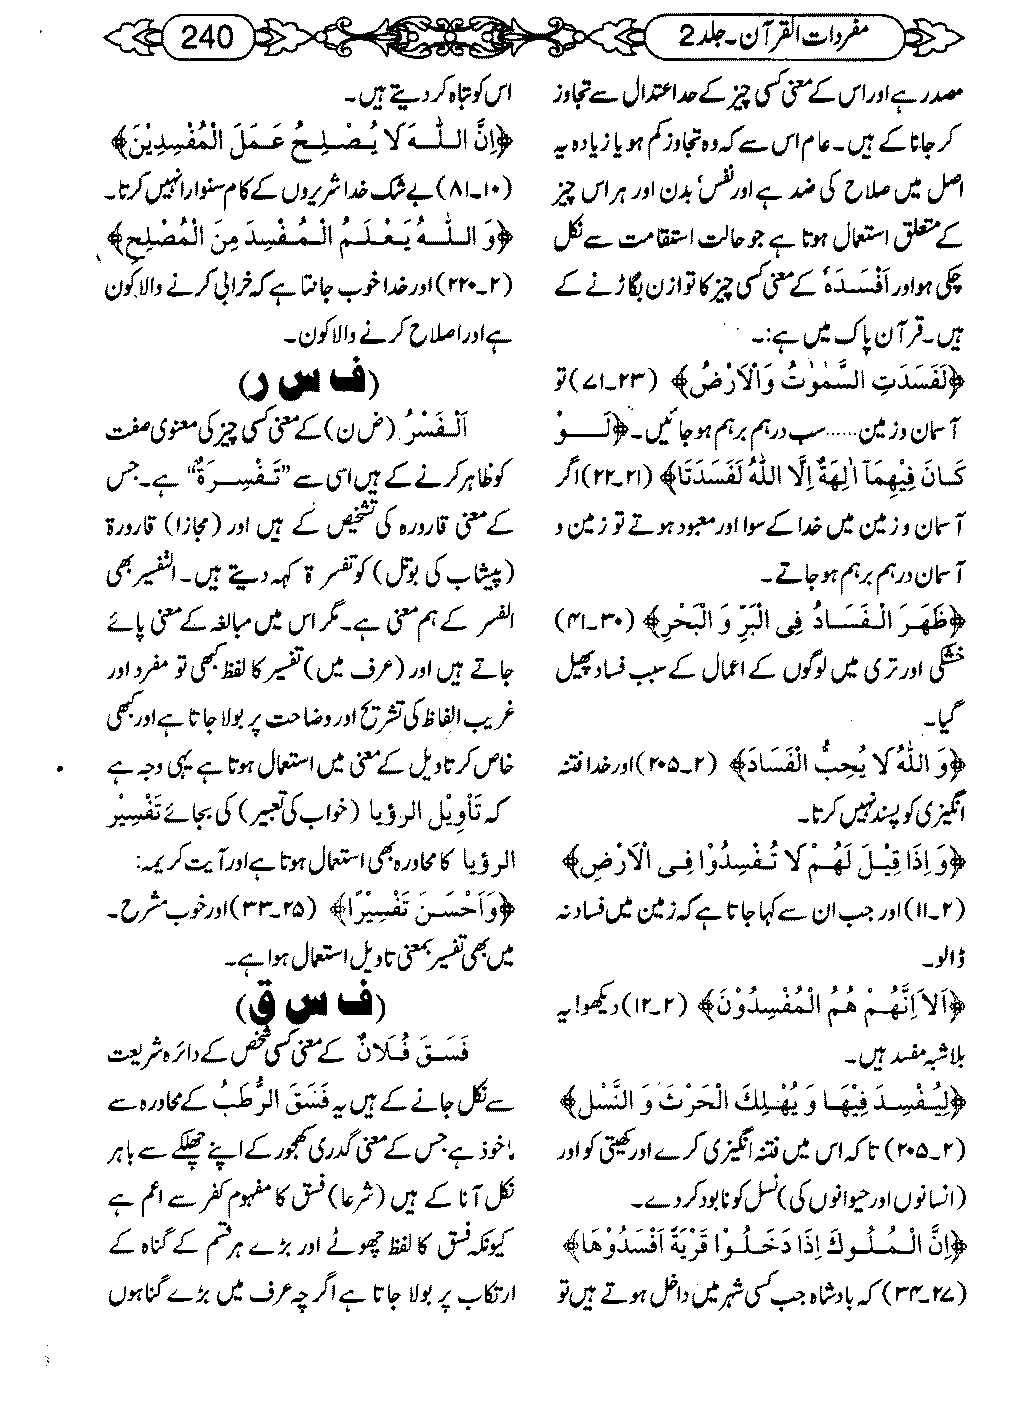 مفردات القرآن۔جلد 2
240
مصدر ہے اور اس کے معنی کسی چیز کے حد اعتدال سے تجاوز
کر جانا کے ہیں۔ عام اس سے کہ وہ تجاوز کم ہو یا زیادہ یہ
اصل میں صلاح کی ضد ہے اور نفس' بدن اور ہر اس چیز
کے متعلق استعمال ہوتا ہے جو حالت استقامت سے نکل
چکی ہو اور اَفْسَدَہٗ کے معنی کسی چیز کا توازن بگاڑنے کے
ہیں۔ قرآن پاک میں ہے:۔
﴿لَفَسَدَتِ السَّمٰوٰتُ وَالْاَرْضُ﴾ (۲۳۔۷۱) تو
آسمان و زمین.....سب درہم برہم ہو جائیں۔ ﴿لَوْ
كَانَ فِيْهِمَآ اٰلِهَةٌ اِلَّا اللّٰهُ لَفَسَدَتَا﴾ (۲۱۔۲۲) اگر
آسمان و زمین میں خدا کے سوا اور معبود ہوتے تو زمین و
آسمان درہم برہم ہو جاتے۔
﴿ظَهَرَ الْفَسَادُ فِى الْبَرِّ وَ الْبَحْرِ﴾ (۳۰۔۴۱)
خشکی اور تری میں لوگوں کے اعمال کے سبب فساد پھیل
گیا۔
﴿وَاللّٰهُ لَا يُحِبُّ الْفَسَادَ﴾ (۲۔۲۰۵) اور خدا فتنہ
انگیزی کو پسند نہیں کرتا۔
﴿وَاِذَا قِيْلَ لَهُمْ لَا تُفْسِدُوْا فِى الْاَرْضِ﴾
(۲۔۱۱) اور جب ان سے کہا جاتا ہے کہ زمین میں فساد نہ
ڈالو۔
﴿اَلَآ اِنَّهُمْ هُمُ الْمُفْسِدُوْنَ﴾ (۲۔۱۲) دیکھو! یہ
بلاشبہ مفسد ہیں۔
﴿لِيُفْسِدَ فِيْهَا وَ يُهْلِكَ الْحَرْثَ وَ النَّسْلَ﴾
(۲۔۲۰۵) تا کہ اس میں فتنہ انگیزی کرے اور کھیتی کو اور
(انسانوں اور حیوانوں کی) نسل کو نابود کر دے۔
﴿اِنَّ الْمُلُوْكَ اِذَا دَخَلُوْا قَرْيَةً اَفْسَدُوْهَا﴾
(۲۷۔۳۴) کہ بادشاہ جب کسی شہر میں داخل ہوتے ہیں تو
اس کو تباہ کر دیتے ہیں۔
﴿اِنَّ اللّٰهَ لَا يُصْلِحُ عَمَلَ الْمُفْسِدِيْنَ﴾
(۱۰۔۸۱) بے شک خدا شریروں کے کام سنوارا نہیں کرتا۔
﴿وَ اللّٰهُ يَعْلَمُ الْمُفْسِدَ مِنَ الْمُصْلِحِ﴾
(۲۔۲۲۰) اور خدا خوب جانتا ہے کہ خرابی کرنے والا کون
ہے اور اصلاح کرنے والا کون۔
(ف س ر)
اَلْفَسْرُ (ض ن) کے معنی کسی چیز کی معنوی صفت
کو ظاہر کرنے کے ہیں اسی سے ”تَفْسِرَةٌ“ ہے۔ جس
کے معنی قارورہ کی تشخیص کے ہیں اور (مجازا) قارورۃ
(پیشاب کی بوتل) کو تفسرۃ کہہ دیتے ہیں۔ التفسیر بھی
الفسر کے ہم معنی ہے۔ مگر اس میں مبالغہ کے معنی پائے
جاتے ہیں اور (عرف میں) تفسیر کا لفظ کبھی تو مفرد اور
غریب الفاظ کی تشریح اور وضاحت پر بولا جاتا ہے اور کبھی
خاص کر تاویل کے معنی میں استعمال ہوتا ہے یہی وجہ ہے
کہ تَأْوِيْل الرؤیا (خواب کی تعبیر) کی بجائے تَفْسِيْر
الرؤیا کا محاورہ بھی استعمال ہوتا ہے اور آیت کریمہ:
﴿وَاَحْسَنَ تَفْسِيْرًا﴾ (۲۵۔۳۳) اور خوب مشرح۔
میں بھی تفسیر بمعنی تاویل استعمال ہوا ہے۔
(ف س ق)
فَسَقَ فُلَانٌ کے معنی کسی شخص کے دائرہ شریعت
سے نکل جانے کے ہیں یہ فَسَقَ الرُّطَبُ کے محاورہ سے
ماخوذ ہے جس کے معنی گدری کھجور کے اپنے چھلکے سے باہر
نکل آنا کے ہیں (شرعا) فسق کا مفہوم کفر سے اعم ہے
کیونکہ فسق کا لفظ چھوٹے اور بڑے ہر قسم کے گناہ کے
ارتکاب پر بولا جاتا ہے اگر چہ عرف میں بڑے گناہوں